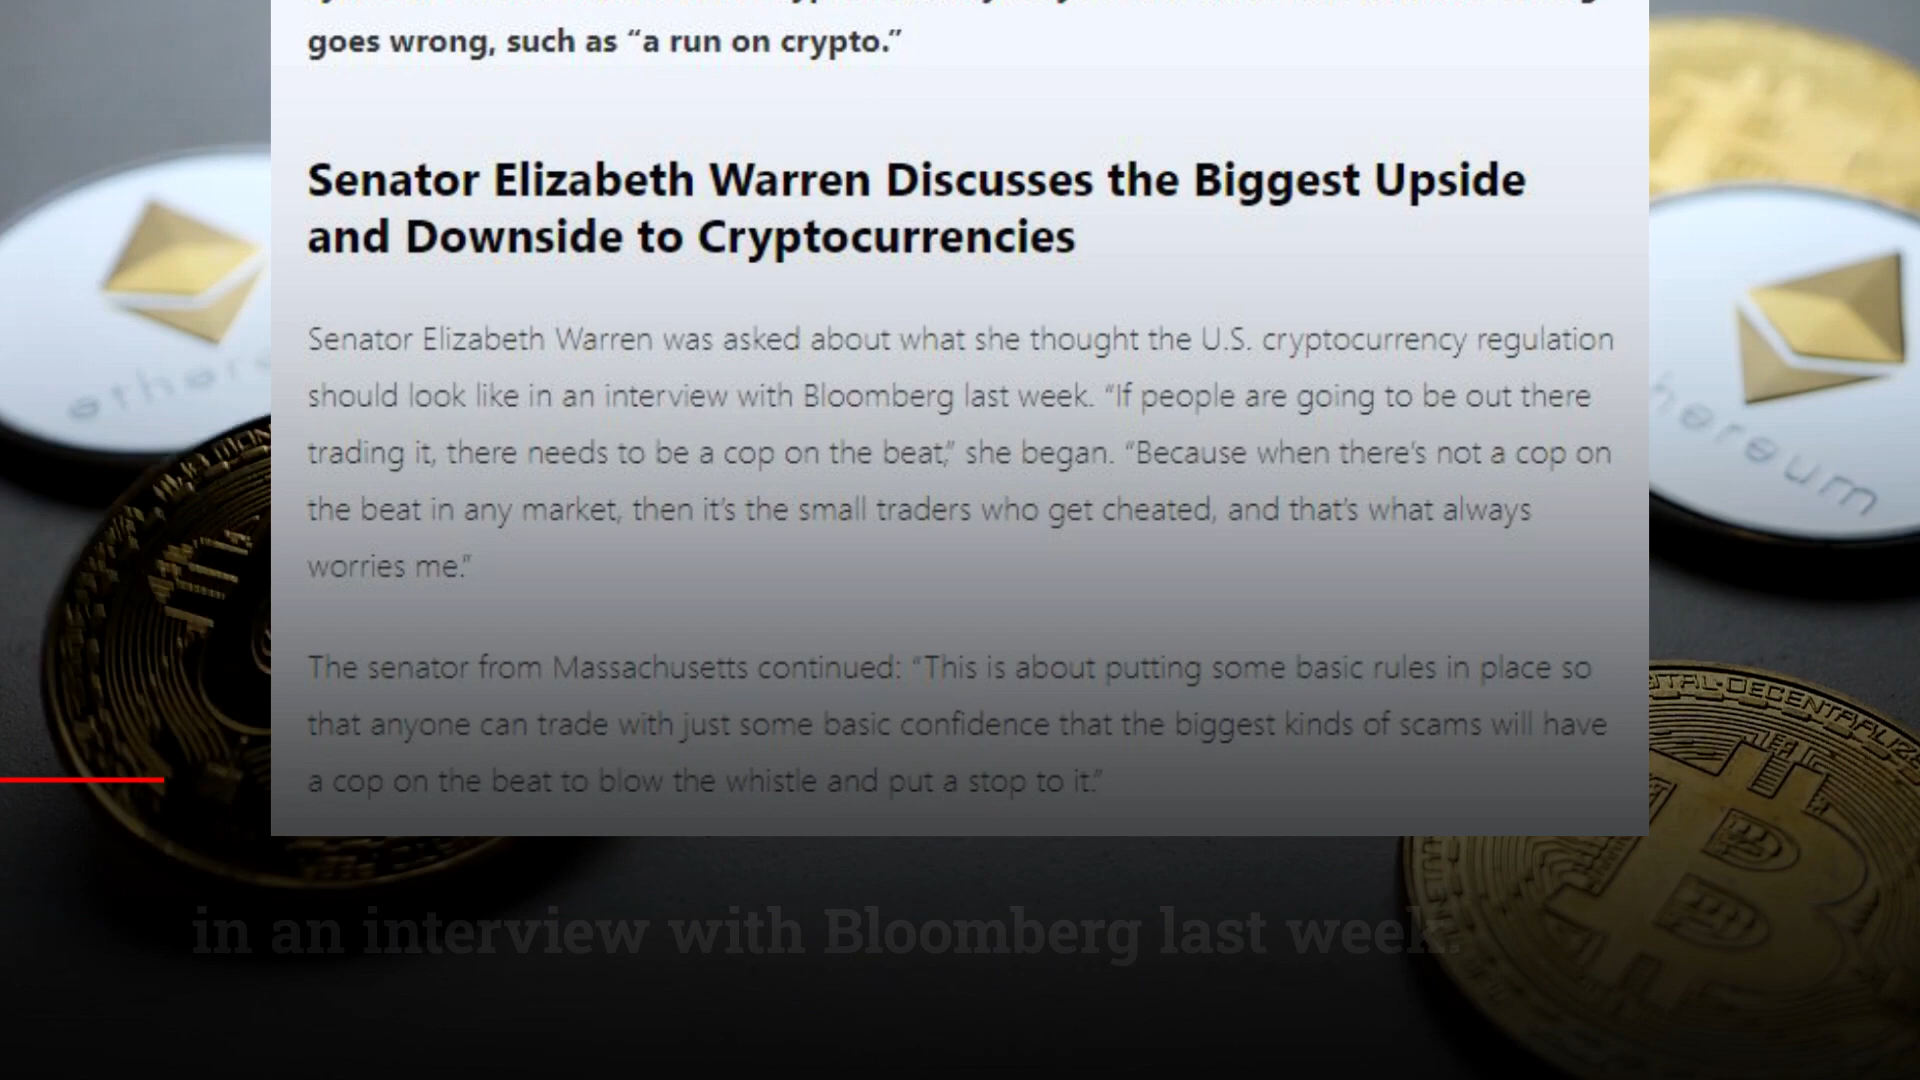 goes wrong, such as “a run on crypto.”
Senator Elizabeth Warren Discusses the Biggest Upside
and Downside to Cryptocurrencies
Senator Elizabeth Warren was asked about what she thought the U.S. cryptocurrency regulation
should look like in an interview with Bloomberg last week. “If people are going to be out there
trading it, there needs to be a cop on the beat,” she began. “Because when there’s not a cop on
the beat in any market, then it’s the small traders who get cheated, and that’s what always
worries me.”
The senator from Massachusetts continued: “This is about putting some basic rules in place so
that anyone can trade with just some basic confidence that the biggest kinds of scams will have
a cop on the beat to blow the whistle and put a stop to it.”
in an interview with Bloomberg last week.
ethere
hereum
ITAL·DECENTRALIZE